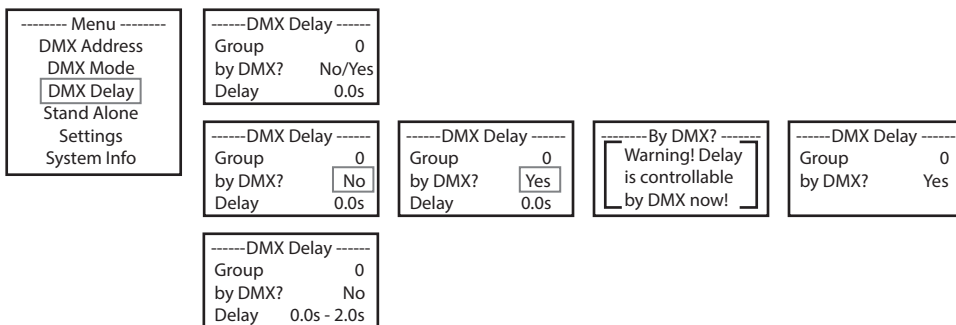 -------- Menu --------
DMX Address
DMX Mode
DMX Delay
Stand Alone
Settings
System Info
------DMX Delay ------
Group 0
by DMX? No/Yes
Delay 0.0s
------DMX Delay ------
Group 0
by DMX? No
Delay 0.0s
------DMX Delay ------
Group 0
by DMX? Yes
Delay 0.0s
--------By DMX? -------
Warning! Delay
is controllable
by DMX now!
------DMX Delay ------
Group 0
by DMX? Yes
------DMX Delay ------
Group 0
by DMX? No
Delay 0.0s - 2.0s